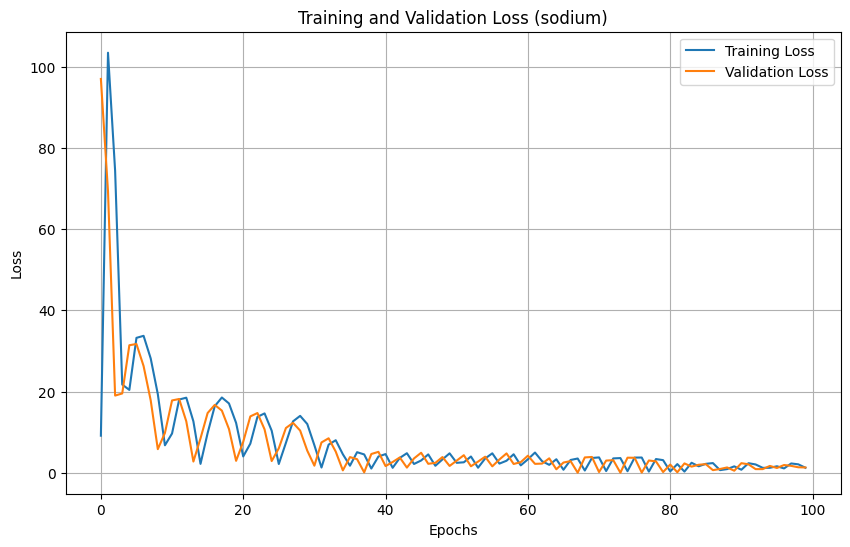 Training and Validation Loss (sodium)
Training Loss
Validation Loss
Loss
100
80
60
40
20
0
0 20 40 60 80 100
Epochs